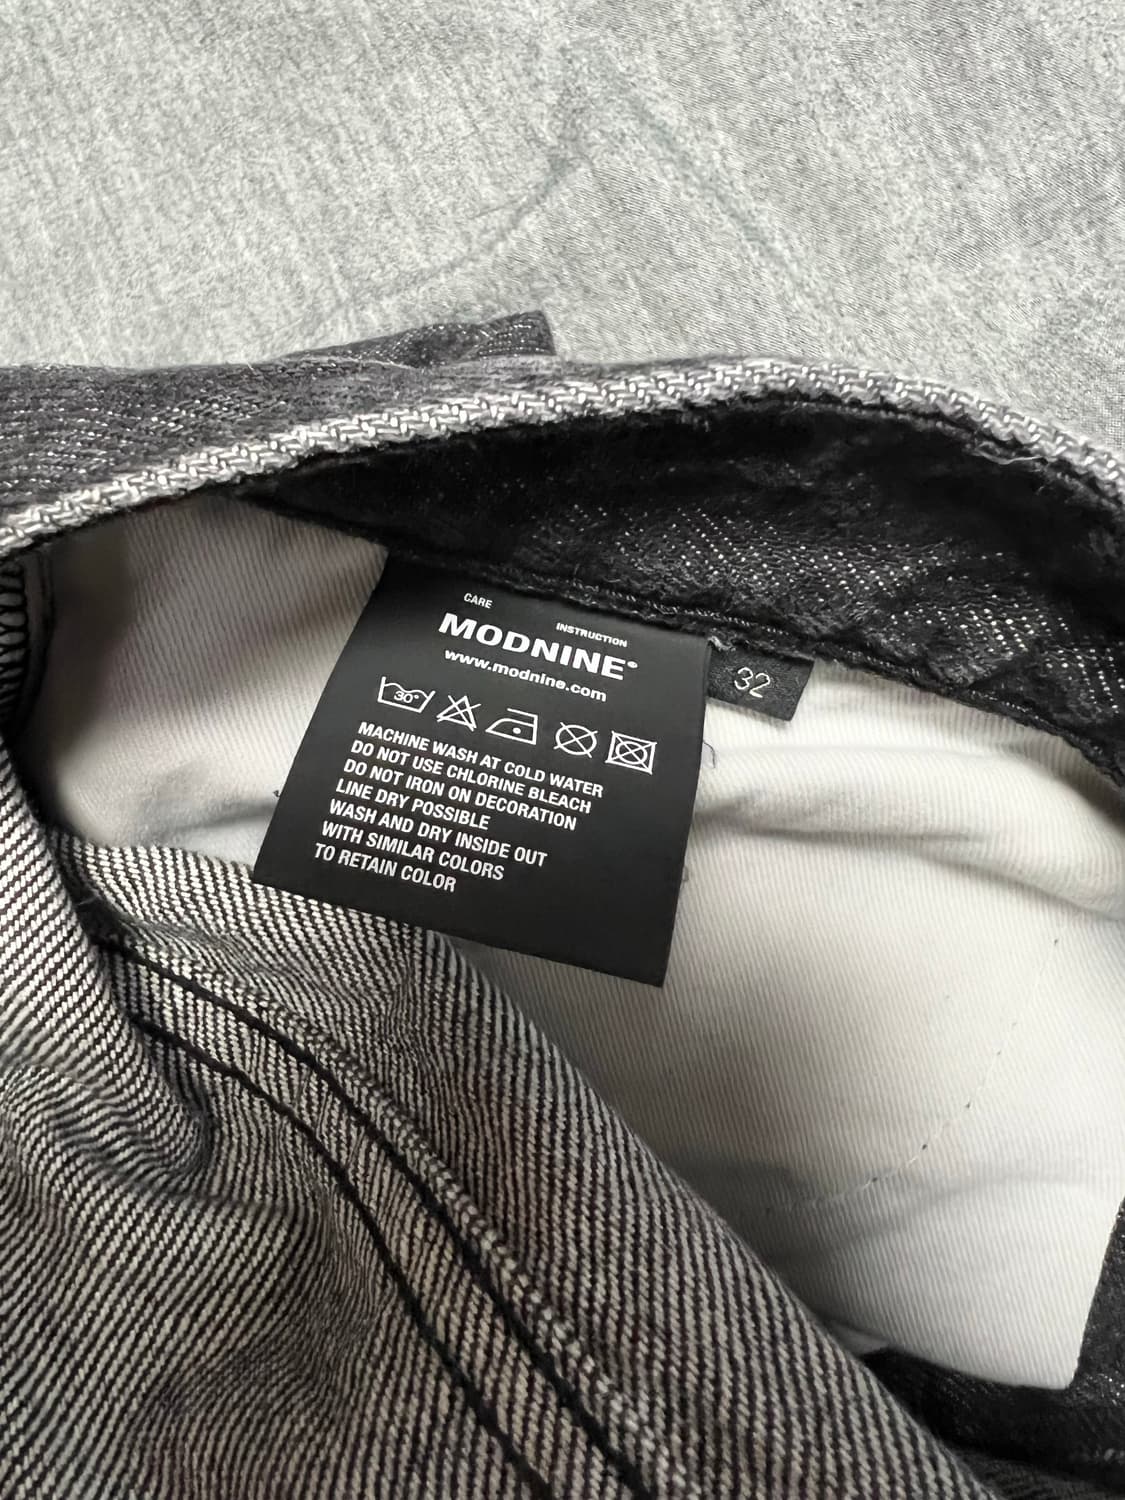 CARE INSTRUCTION
MODNINE®
www.modnine.com
32
30°
MACHINE WASH AT COLD WATER
DO NOT USE CHLORINE BLEACH
DO NOT IRON ON DECORATION
LINE DRY POSSIBLE
WASH AND DRY INSIDE OUT
WITH SIMILAR COLORS
TO RETAIN COLOR